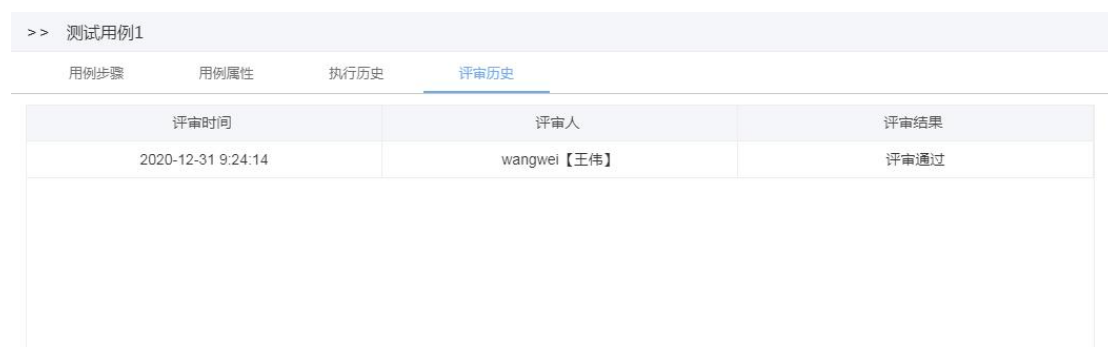 >> 测试用例1
用例步骤 用例属性 执行历史 评审历史
评审时间 评审人 评审结果
2020-12-31 9:24:14 wangwei【王伟】 评审通过